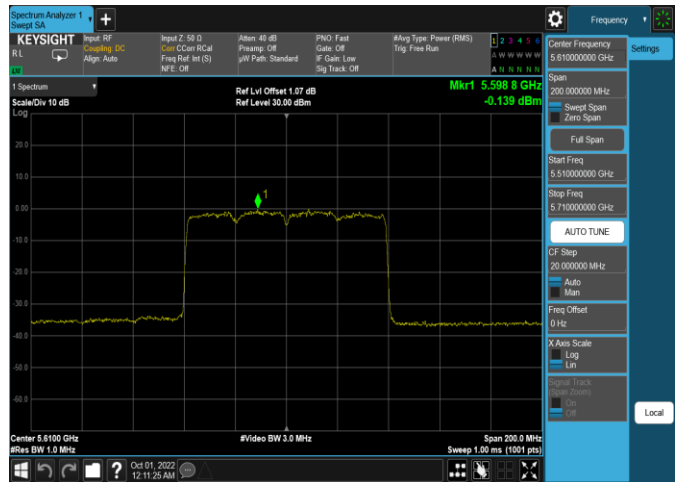 Spectrum Analyzer 1
Swept SA
+
Frequency
KEYSIGHT
RL
LW
Input: RF
Coupling: DC
Align: Auto
Input Z: 50 Ω
Corr CCorr RCal
Freq Ref: Int (S)
NFE: Off
Atten: 40 dB
Preamp: Off
µW Path: Standard
PNO: Fast
Gate: Off
IF Gain: Low
Sig Track: Off
#Avg Type: Power (RMS)
Trig: Free Run
1 2 3 4 5 6
A W W W W W
A N N N N N
1 Spectrum
Scale/Div 10 dB
Log
Ref Lvl Offset 1.07 dB
Ref Level 30.00 dBm
Mkr1 5.598 8 GHz
-0.139 dBm
20.0
10.0
0.00
-10.0
-20.0
-30.0
-40.0
-50.0
-60.0
1
Center 5.6100 GHz
#Res BW 1.0 MHz
#Video BW 3.0 MHz
Span 200.0 MHz
Sweep 1.00 ms (1001 pts)
Oct 01, 2022
12:11:25 AM
?
Center Frequency
5.610000000 GHz
Span
200.000000 MHz
Swept Span
Zero Span
Full Span
Start Freq
5.510000000 GHz
Stop Freq
5.710000000 GHz
AUTO TUNE
CF Step
20.000000 MHz
Auto
Man
Freq Offset
0 Hz
X Axis Scale
Log
Lin
Signal Track
(Span Zoom)
On
Off
Settings
Local